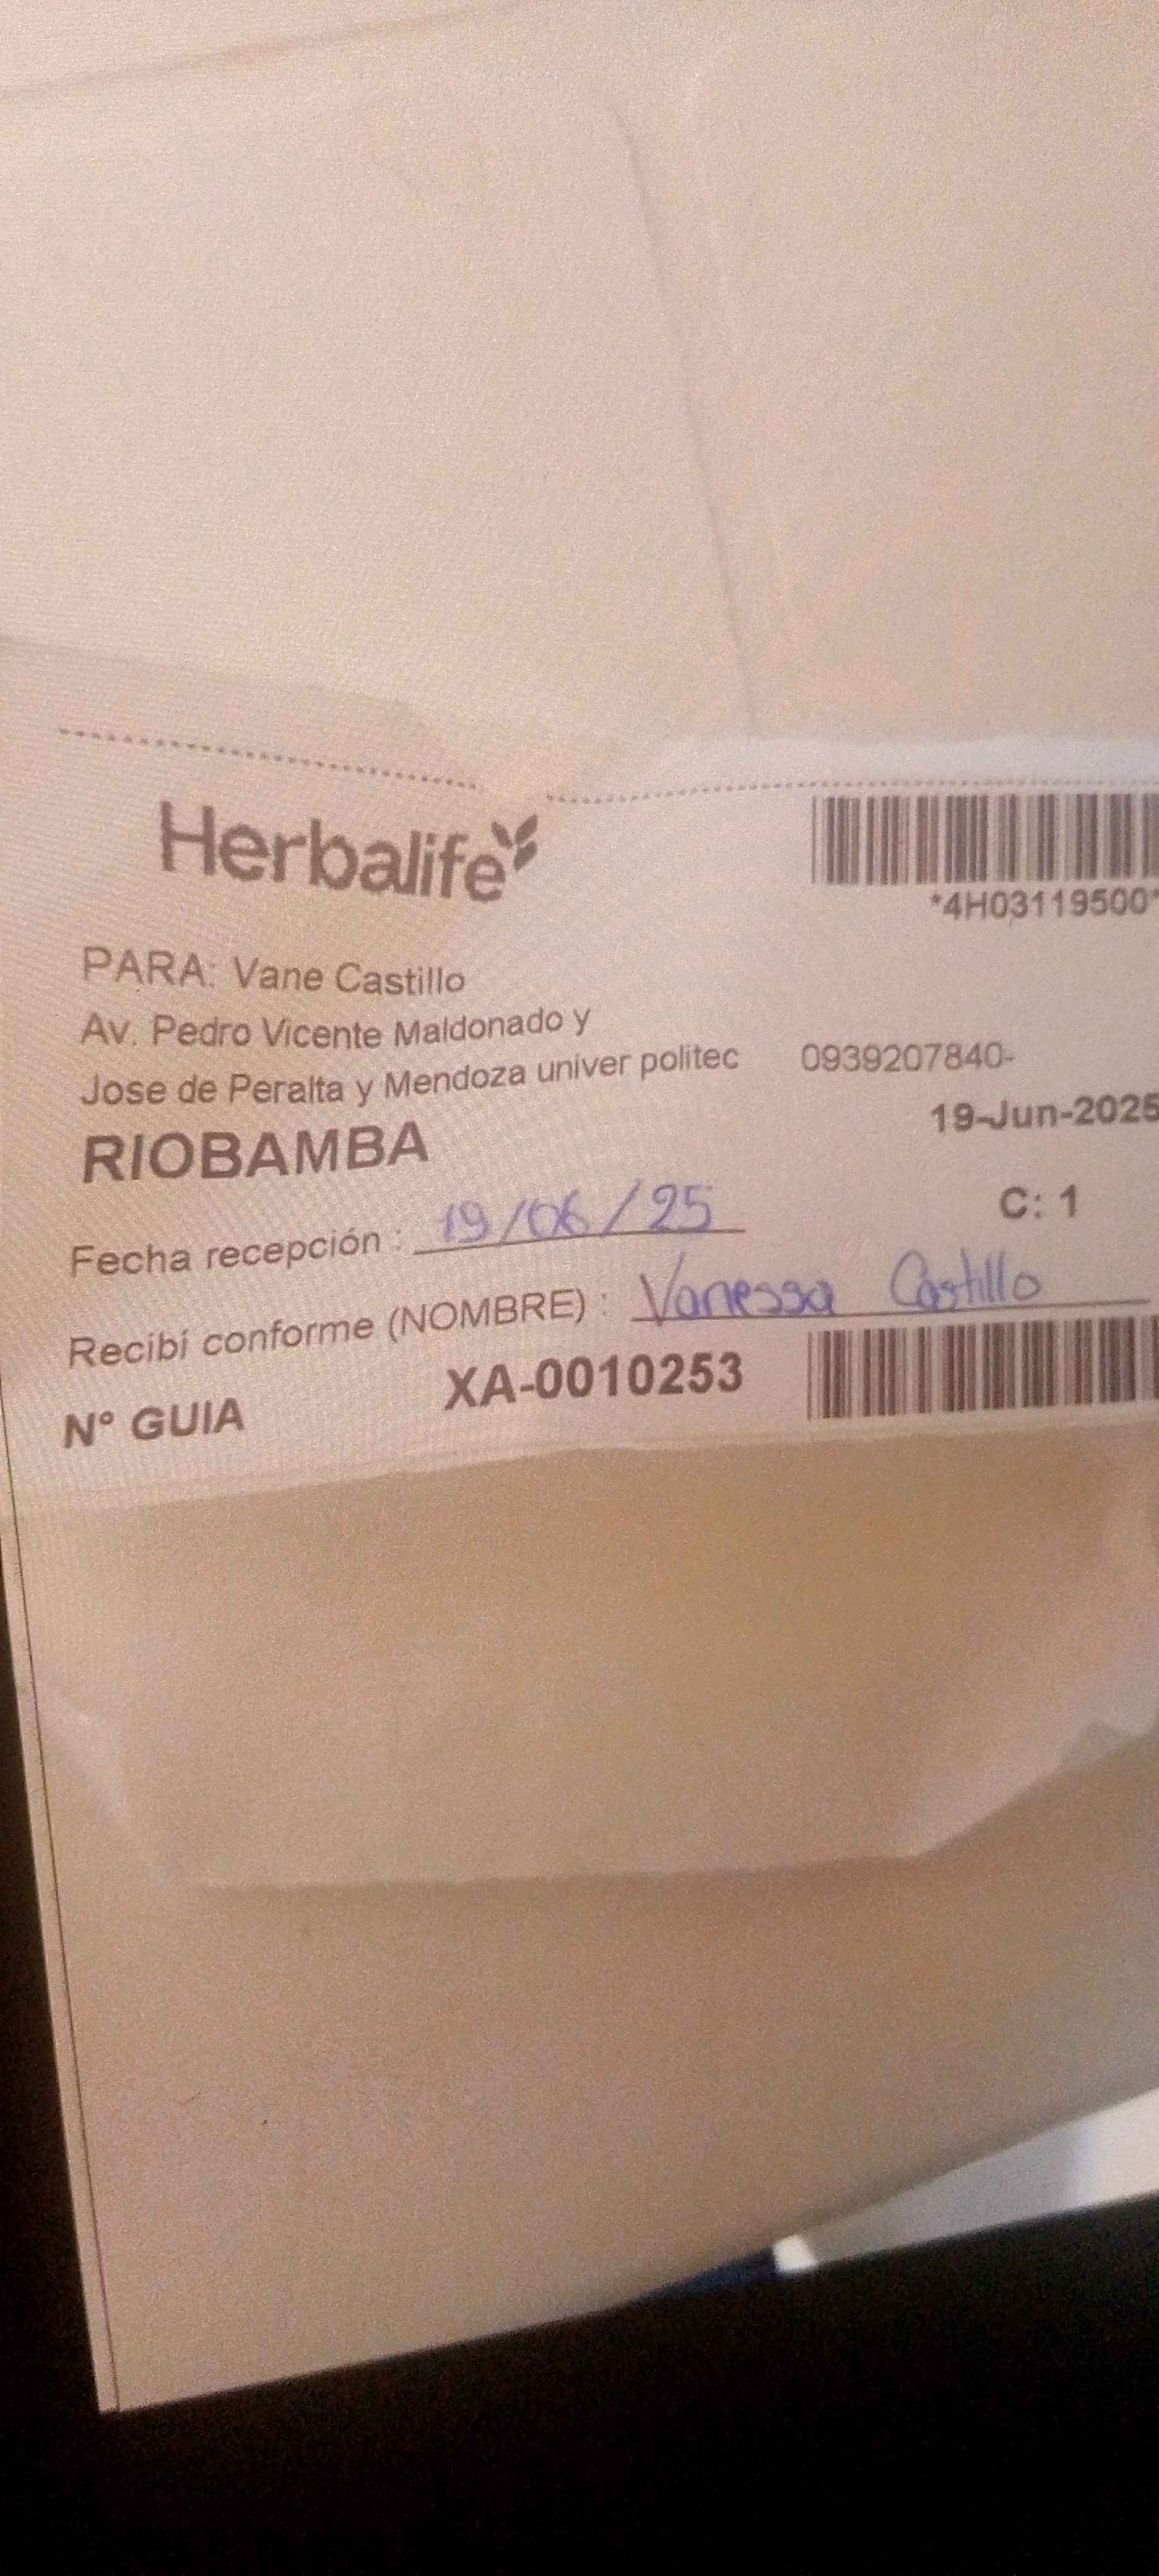 Herbalife
*4H03119500*
PARA: Vane Castillo
Av. Pedro Vicente Maldonado y
Jose de Peralta y Mendoza univer politec 0939207840-
RIOBAMBA 19-Jun-2025
C: 1
Fecha recepción : 19/06/25
Recibí conforme (NOMBRE) : Vanessa Castillo
N° GUIA XA-0010253